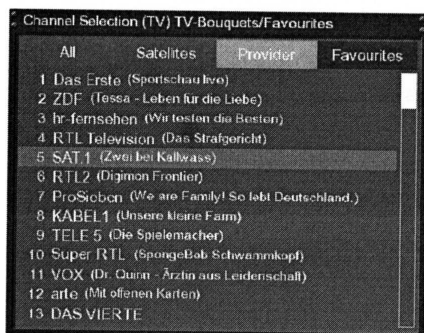 Channel Selection (TV) TV-Bouquets/Favourites
All Satellites Provider Favourites
1 Das Erste (Sportschau live)
2 ZDF (Tessa - Leben für die Liebe)
3 hr-fernsehen (Wir testen die Besten)
4 RTL Television (Das Strafgericht)
5 SAT.1 (Zwei bei Kallwass)
6 RTL2 (Digimon Frontier)
7 ProSieben (We are Family! So lebt Deutschland.)
8 KABEL1 (Unsere kleine Farm)
9 TELE 5 (Die Spielemacher)
10 Super RTL (SpongeBob Schwammkopf)
11 VOX (Dr. Quinn - Ärztin aus Leidenschaft)
12 arte (Mit offenen Karten)
13 DAS VIERTE